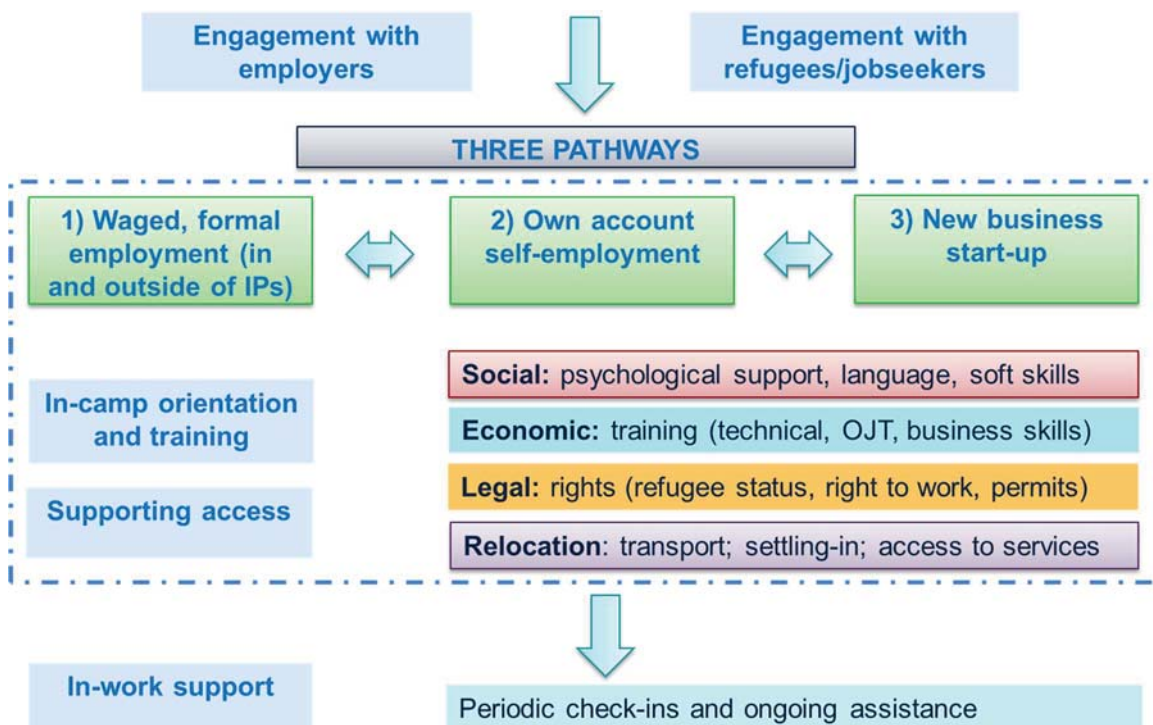 Engagement with
employers
Engagement with
refugees/jobseekers
THREE PATHWAYS
1) Waged, formal
employment (in
and outside of IPs)
2) Own account
self-employment
3) New business
start-up
In-camp orientation
and training
Supporting access
Social: psychological support, language, soft skills
Economic: training (technical, OJT, business skills)
Legal: rights (refugee status, right to work, permits)
Relocation: transport; settling-in; access to services
In-work support
Periodic check-ins and ongoing assistance